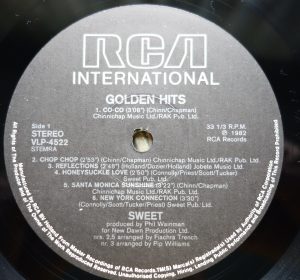 RCA
INTERNATIONAL
GOLDEN HITS
1. CO-CO (3'06") (Chinn/Chapman)
Chinnichap Music Ltd./RAK Pub. Ltd.
Side 1
STEREO
VLP-4522
STEMRA
33 1/3 R.P.M.
℗ 1982
RCA Records
2. CHOP CHOP (2'53") (Chinn/Chapman) Chinnichap Music Ltd./RAK Pub. Ltd.
3. REFLECTIONS (2'48") (Holland/Dozier/Holland) Jobete Music Ltd.
4. HONEYSUCKLE LOVE (2'50") (Connolly/Priest/Scott/Tucker)
Sweet Pub. Ltd.
5. SANTA MONICA SUNSHINE (3'22") (Chinn/Chapman)
Chinnichap Music Ltd./RAK Pub. Ltd.
6. NEW YORK CONNECTION (3'30")
(Connolly/Scott/Tucker/Priest) Sweet Pub. Ltd.
SWEET
produced by Phil Wainman
for New Dawn Production Ltd.
nrs. 2,5 arranged by Fiachra Trench
nr. 3 arranged by Pip Williams